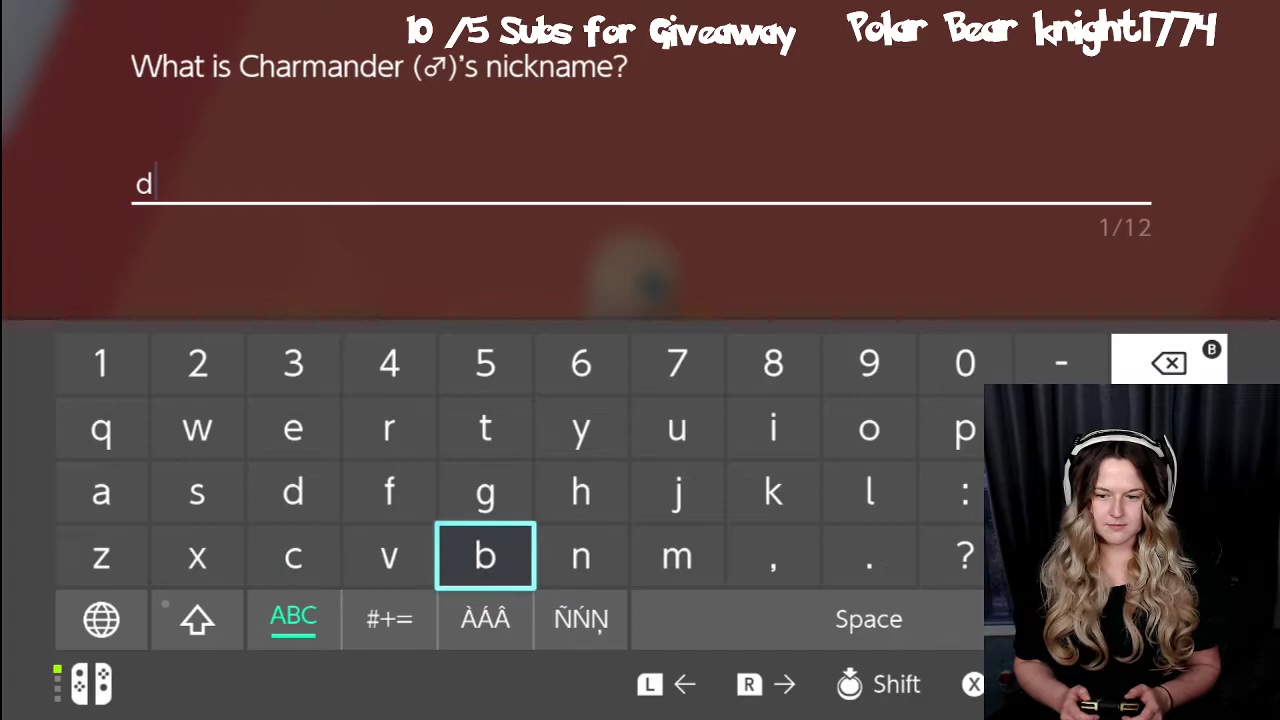 10 /5 Subs for Giveaway Polar Bear knight1774
What is Charmander (♂)'s nickname?
d
1/12
1 2 3 4 5 6 7 8 9 0 - B
q w e r t y u i o p
a s d f g h j k l :
z x c v b n m , . ?
ABC #+= ÀÁÂ ÑŃŅ Space
L ← R → Shift X